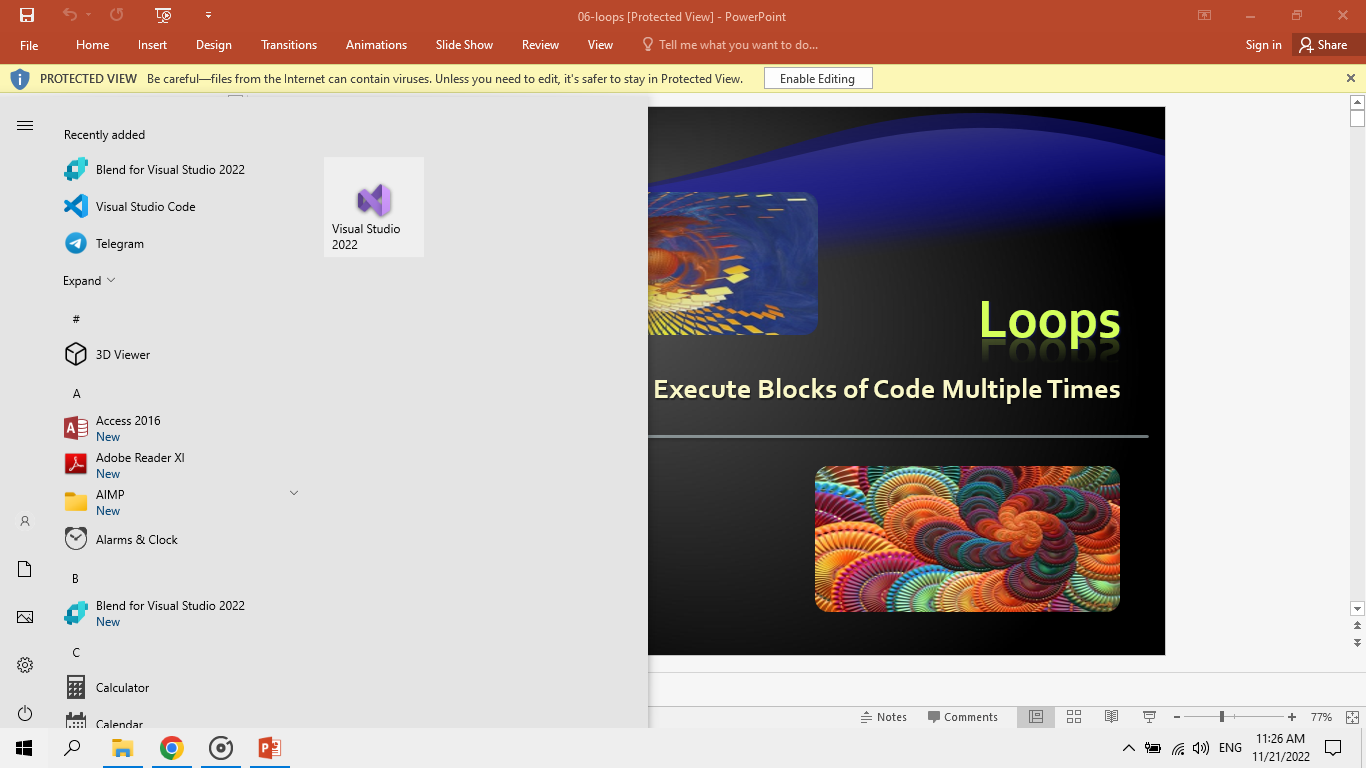 06-loops [Protected View] - PowerPoint
File Home Insert Design Transitions Animations Slide Show Review View Tell me what you want to do... Sign in Share
PROTECTED VIEW Be careful—files from the Internet can contain viruses. Unless you need to edit, it's safer to stay in Protected View. Enable Editing
Recently added
Blend for Visual Studio 2022
Visual Studio Code
Telegram
Expand
#
3D Viewer
A
Access 2016
New
Adobe Reader XI
New
AIMP
New
Alarms & Clock
B
Blend for Visual Studio 2022
New
C
Calculator
Calendar
Visual Studio
2022
Loops
Execute Blocks of Code Multiple Times
Notes Comments 77%
ENG 11:26 AM
11/21/2022